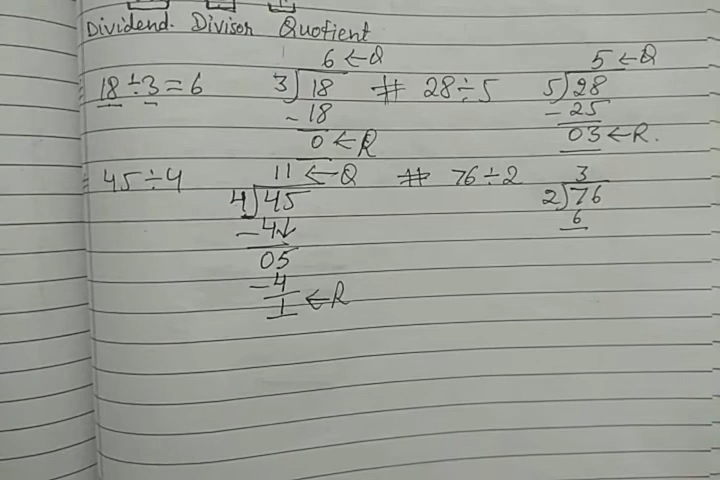 Dividend. Divisor Quotient
6 ←Q 5 ←Q
18÷3=6 3)18 # 28÷5 5)28
-18 -25
0 ←R 03 ←R.
11 ←Q 3
45÷4 4)45 # 76÷2 2)76
-4↓ 6
05
-4
1 ←R